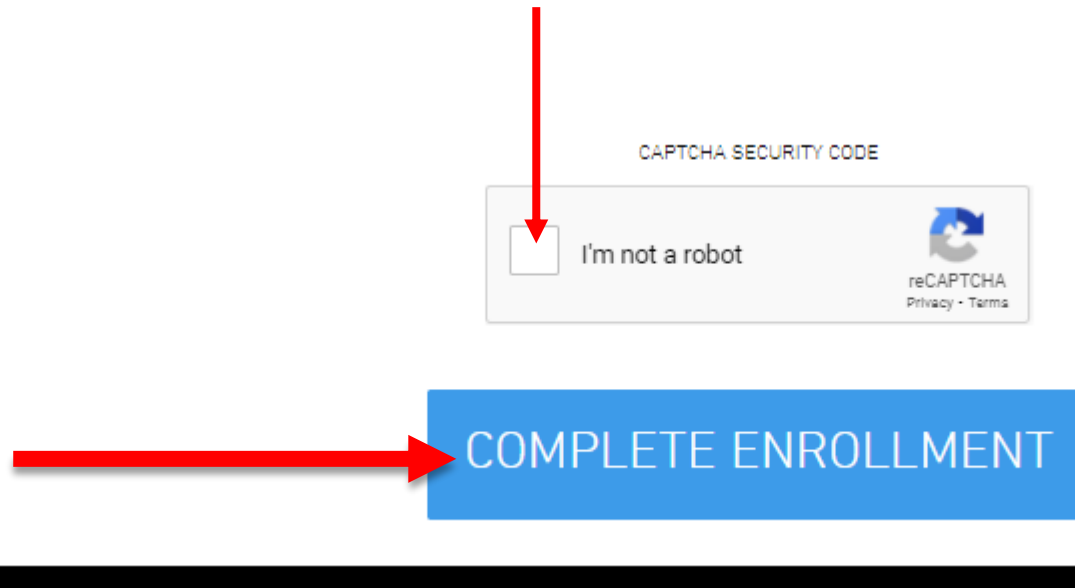 CAPTCHA SECURITY CODE
I'm not a robot
reCAPTCHA
Privacy - Terms
COMPLETE ENROLLMENT